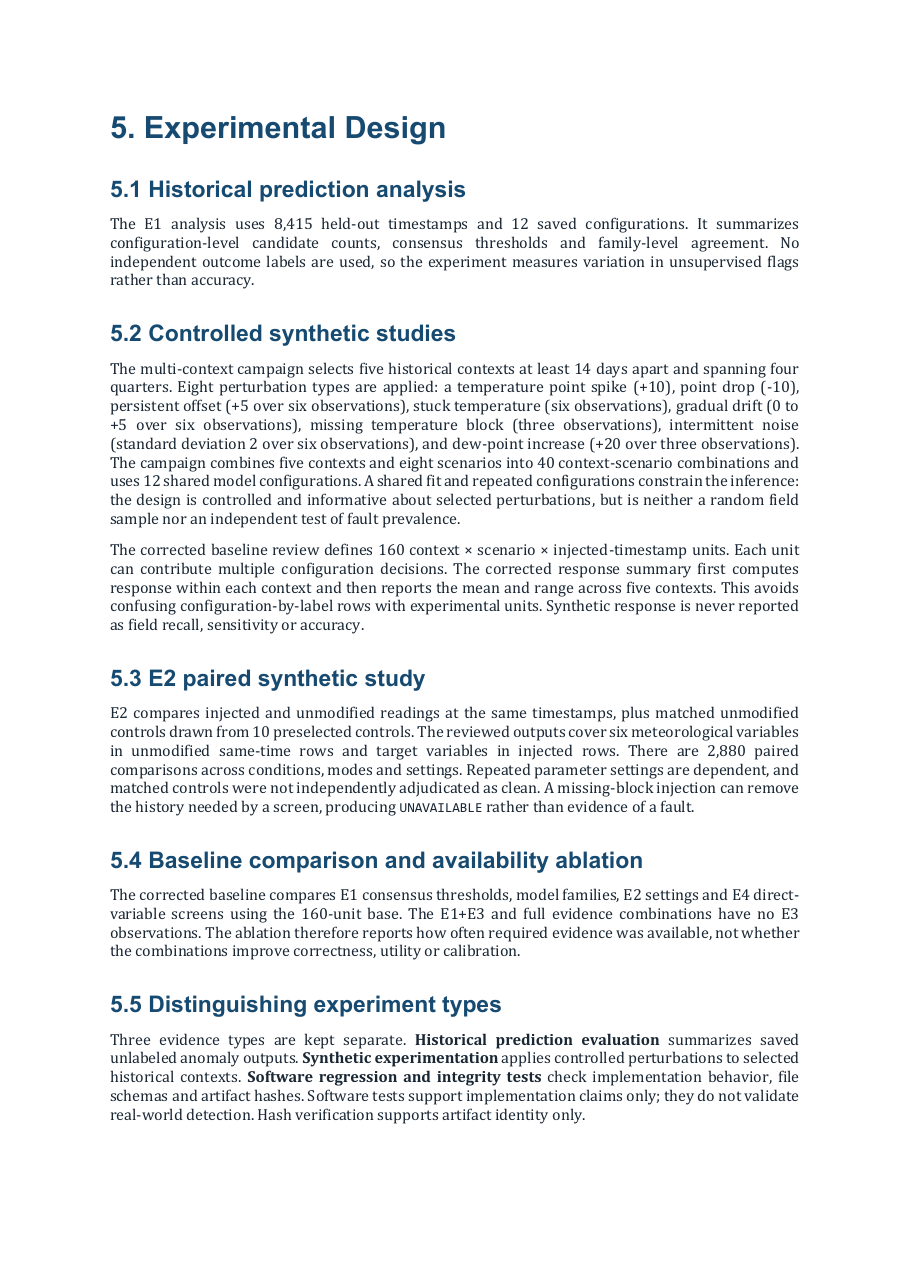 5. Experimental Design
5.1 Historical prediction analysis
The E1 analysis uses 8,415 held-out timestamps and 12 saved configurations. It summarizes
configuration-level candidate counts, consensus thresholds and family-level agreement. No
independent outcome labels are used, so the experiment measures variation in unsupervised flags
rather than accuracy.
5.2 Controlled synthetic studies
The multi-context campaign selects five historical contexts at least 14 days apart and spanning four
quarters. Eight perturbation types are applied: a temperature point spike (+10), point drop (-10),
persistent offset (+5 over six observations), stuck temperature (six observations), gradual drift (0 to
+5 over six observations), missing temperature block (three observations), intermittent noise
(standard deviation 2 over six observations), and dew-point increase (+20 over three observations).
The campaign combines five contexts and eight scenarios into 40 context-scenario combinations and
uses 12 shared model configurations. A shared fit and repeated configurations constrain the inference:
the design is controlled and informative about selected perturbations, but is neither a random field
sample nor an independent test of fault prevalence.
The corrected baseline review defines 160 context × scenario × injected-timestamp units. Each unit
can contribute multiple configuration decisions. The corrected response summary first computes
response within each context and then reports the mean and range across five contexts. This avoids
confusing configuration-by-label rows with experimental units. Synthetic response is never reported
as field recall, sensitivity or accuracy.
5.3 E2 paired synthetic study
E2 compares injected and unmodified readings at the same timestamps, plus matched unmodified
controls drawn from 10 preselected controls. The reviewed outputs cover six meteorological variables
in unmodified same-time rows and target variables in injected rows. There are 2,880 paired
comparisons across conditions, modes and settings. Repeated parameter settings are dependent, and
matched controls were not independently adjudicated as clean. A missing-block injection can remove
the history needed by a screen, producing UNAVAILABLE rather than evidence of a fault.
5.4 Baseline comparison and availability ablation
The corrected baseline compares E1 consensus thresholds, model families, E2 settings and E4 direct-
variable screens using the 160-unit base. The E1+E3 and full evidence combinations have no E3
observations. The ablation therefore reports how often required evidence was available, not whether
the combinations improve correctness, utility or calibration.
5.5 Distinguishing experiment types
Three evidence types are kept separate. Historical prediction evaluation summarizes saved
unlabeled anomaly outputs. Synthetic experimentation applies controlled perturbations to selected
historical contexts. Software regression and integrity tests check implementation behavior, file
schemas and artifact hashes. Software tests support implementation claims only; they do not validate
real-world detection. Hash verification supports artifact identity only.